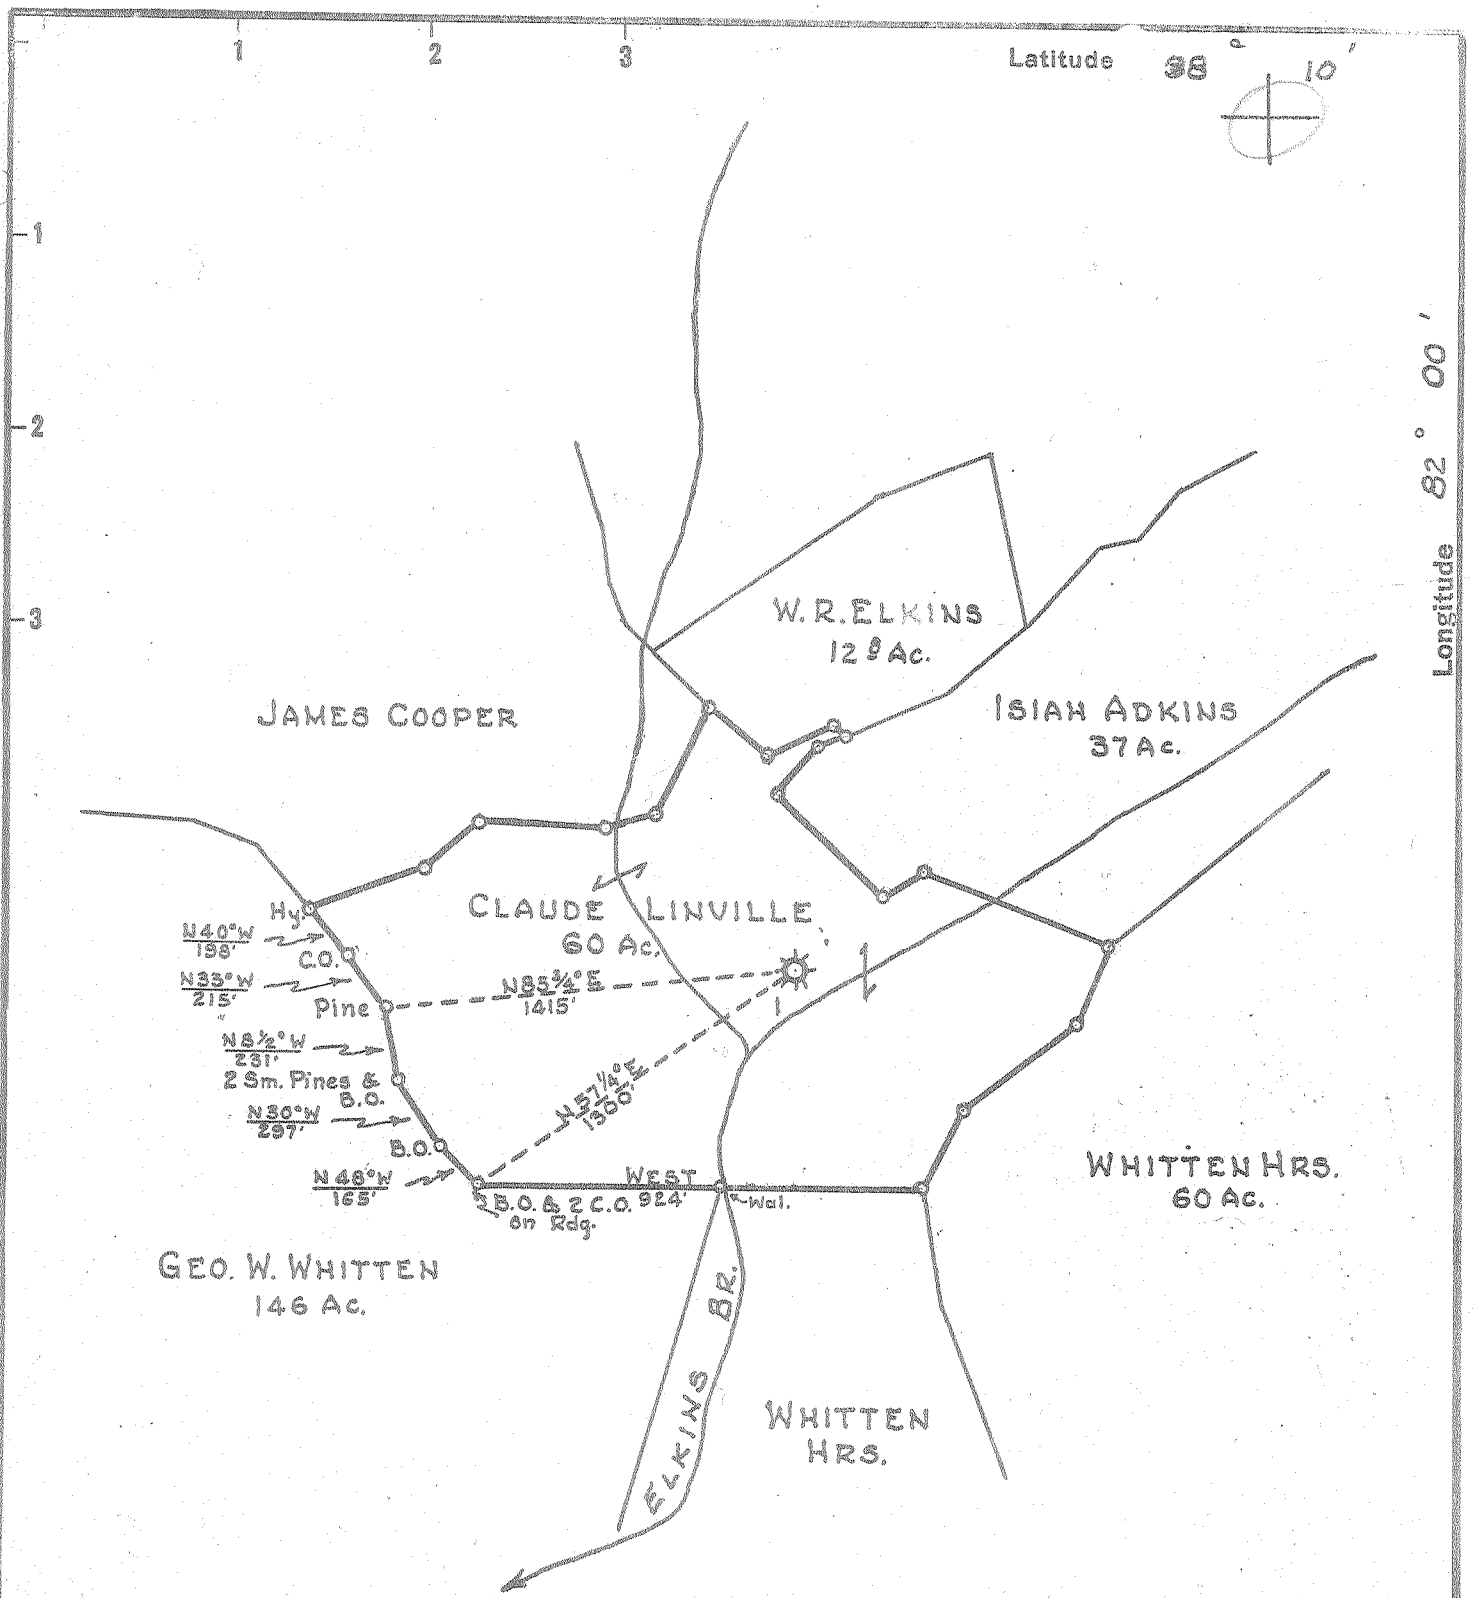 1 2 3
Latitude 38° 10'
1
2
3
Longitude 82° 00'
W.R. ELKINS
12 Ac.
JAMES COOPER
ISIAH ADKINS
37 Ac.
CLAUDE LINVILLE
60 Ac.
Hy.
N40°W
198'
C.O.
N33°W
215'
Pine
N85¾°E
1415'
1
N8½°W
231'
2 Sm. Pines &
B.O.
N30°W
297'
B.O.
N57¼°E
1300'
N48°W
165'
WEST
924'
3 B.O. & 2 C.O.
on Rdg.
Wal.
WHITTEN HRS.
60 Ac.
GEO. W. WHITTEN
146 Ac.
ELKINS BR.
WHITTEN
HRS.